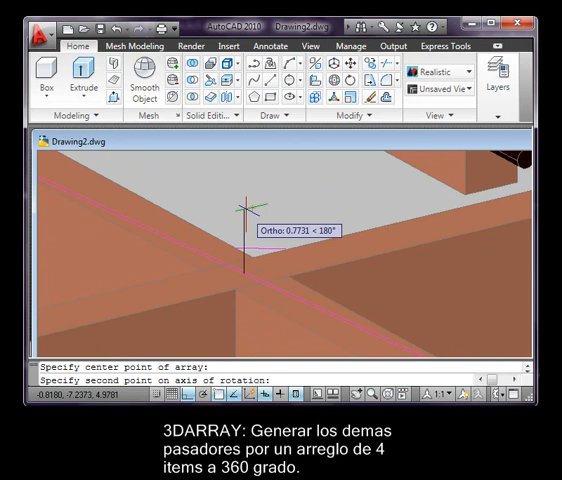 AutoCAD 2010 Drawing2.dwg
Home Mesh Modeling Render Insert Annotate View Manage Output Express Tools
Box Extrude Smooth Object Realistic Layers
Unsaved Vie
Modeling Mesh Solid Editi... Draw Modify View
Drawing2.dwg
Ortho: 0.7731 < 180°
Specify center point of array:
Specify second point on axis of rotation:
-0.8180, -7.2373, 4.9781 1:1
3DARRAY: Generar los demas
pasadores por un arreglo de 4
items a 360 grado.